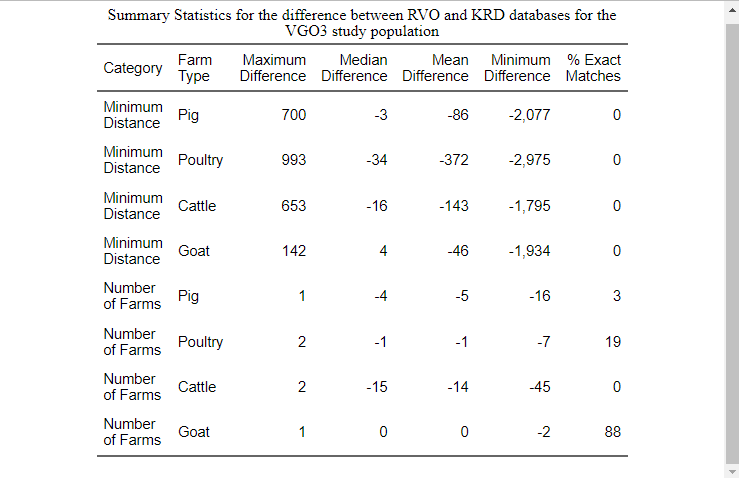 Summary Statistics for the difference between RVO and KRD databases for the
VGO3 study population
Category Farm Type Maximum Difference Median Difference Mean Difference Minimum Difference % Exact Matches
Minimum Distance Pig 700 -3 -86 -2,077 0
Minimum Distance Poultry 993 -34 -372 -2,975 0
Minimum Distance Cattle 653 -16 -143 -1,795 0
Minimum Distance Goat 142 4 -46 -1,934 0
Number of Farms Pig 1 -4 -5 -16 3
Number of Farms Poultry 2 -1 -1 -7 19
Number of Farms Cattle 2 -15 -14 -45 0
Number of Farms Goat 1 0 0 -2 88